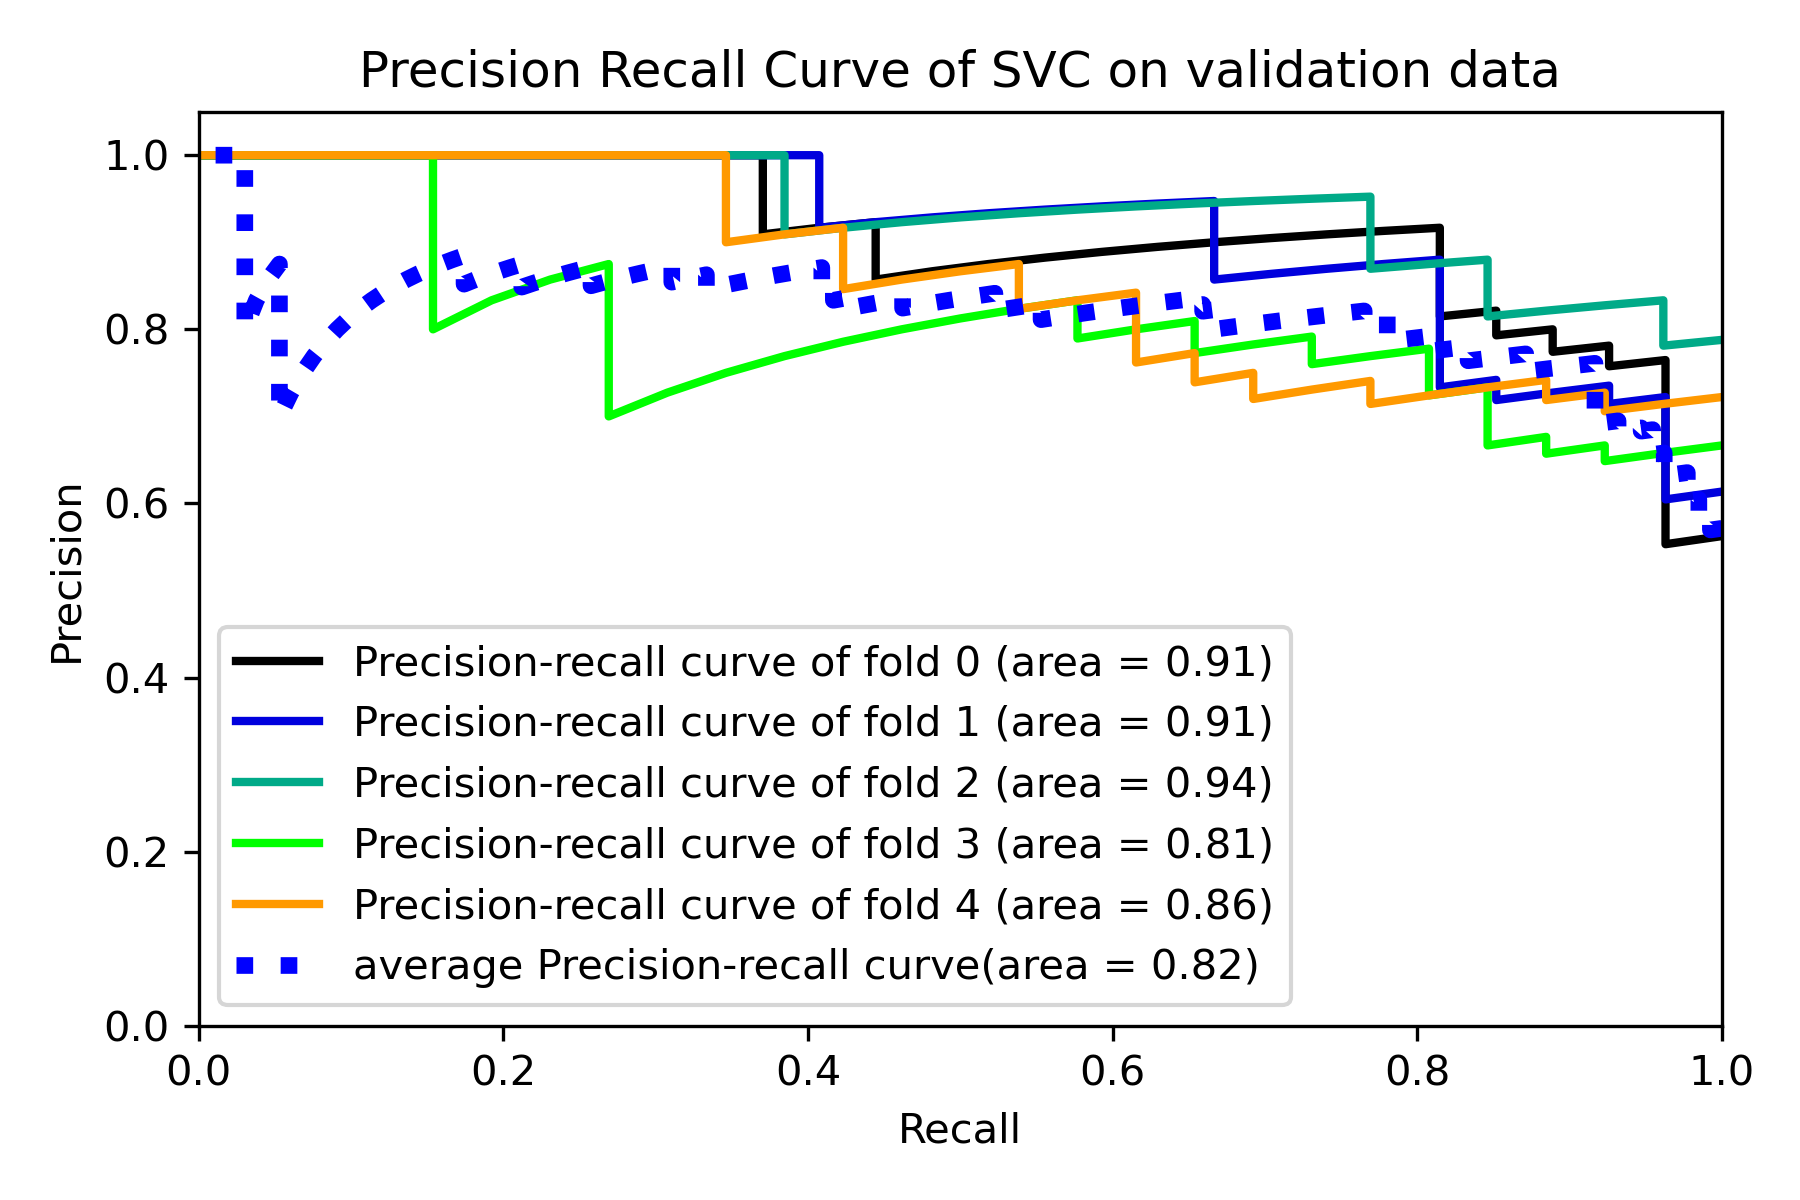 Precision Recall Curve of SVC on validation data
1.0
0.8
0.6
0.4
0.2
0.0
Precision
Precision-recall curve of fold 0 (area = 0.91)
Precision-recall curve of fold 1 (area = 0.91)
Precision-recall curve of fold 2 (area = 0.94)
Precision-recall curve of fold 3 (area = 0.81)
Precision-recall curve of fold 4 (area = 0.86)
average Precision-recall curve(area = 0.82)
0.0 0.2 0.4 0.6 0.8 1.0
Recall